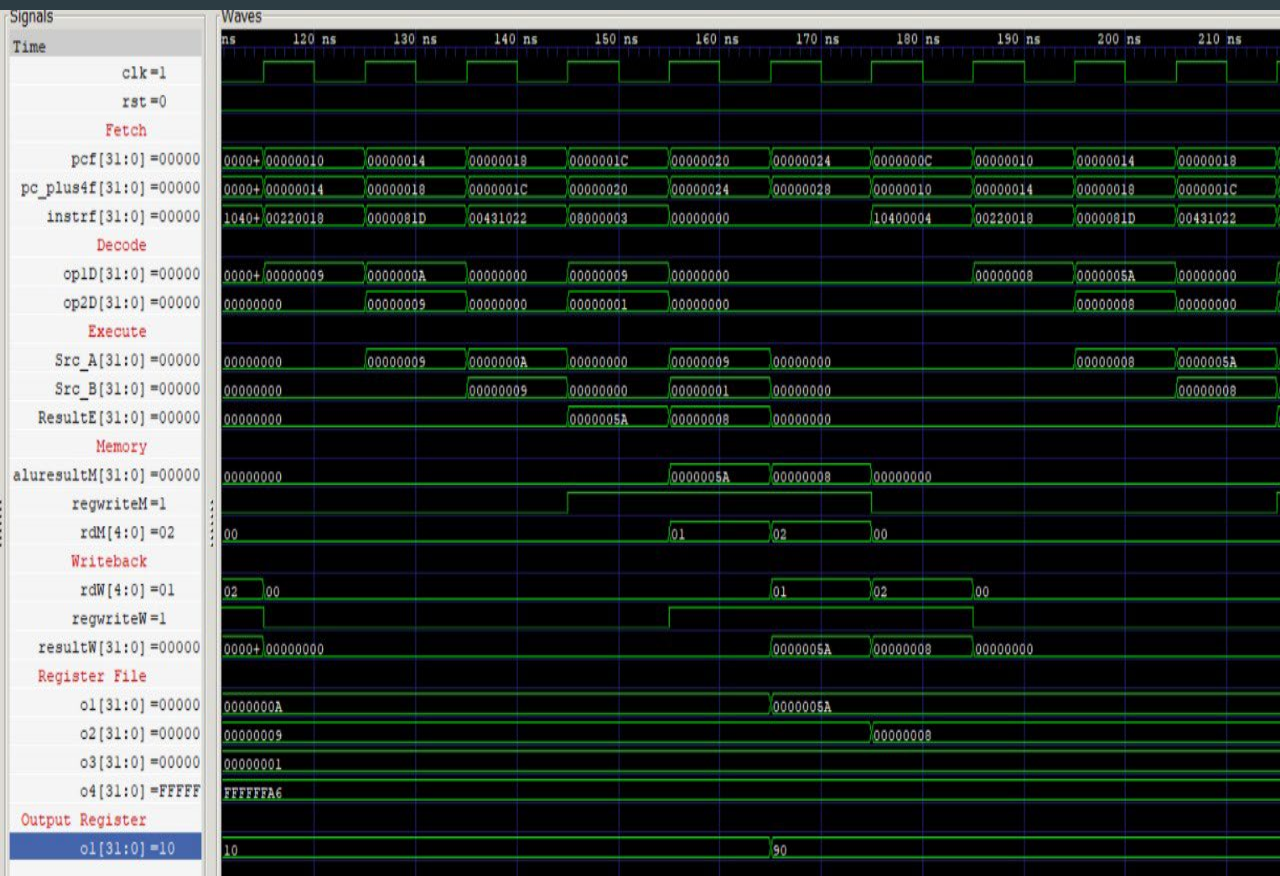 Signals Waves
Time ns 120 ns 130 ns 140 ns 150 ns 160 ns 170 ns 180 ns 190 ns 200 ns 210 ns
clk=1
rst=0
Fetch
pcf[31:0]=00000 0000+ 00000010 00000014 00000018 0000001C 00000020 00000024 0000000C 00000010 00000014 00000018
pc_plus4f[31:0]=00000 0000+ 00000014 00000018 0000001C 00000020 00000024 00000028 00000010 00000014 00000018 0000001C
instrf[31:0]=00000 1040+ 00220018 0000081D 00431022 08000003 00000000 10400004 00220018 0000081D 00431022
Decode
op1D[31:0]=00000 0000+ 00000009 0000000A 00000000 00000009 00000000 00000008 0000005A 00000000
op2D[31:0]=00000 00000000 00000009 00000000 00000001 00000000 00000008 00000000
Execute
Src_A[31:0]=00000 00000000 00000009 0000000A 00000000 00000009 00000000 00000008 0000005A
Src_B[31:0]=00000 00000000 00000009 00000000 00000001 00000000 00000008
ResultE[31:0]=00000 00000000 0000005A 00000008 00000000
Memory
aluresultM[31:0]=00000 00000000 0000005A 00000008 00000000
regwriteM=1
rdM[4:0]=02 00 01 02 00
Writeback
rdW[4:0]=01 02 00 01 02 00
regwriteW=1
resultW[31:0]=00000 0000+ 00000000 0000005A 00000008 00000000
Register File
o1[31:0]=00000 0000000A 0000005A
o2[31:0]=00000 00000009 00000008
o3[31:0]=00000 00000001
o4[31:0]=FFFFF FFFFFFA6
Output Register
o1[31:0]=10 10 90